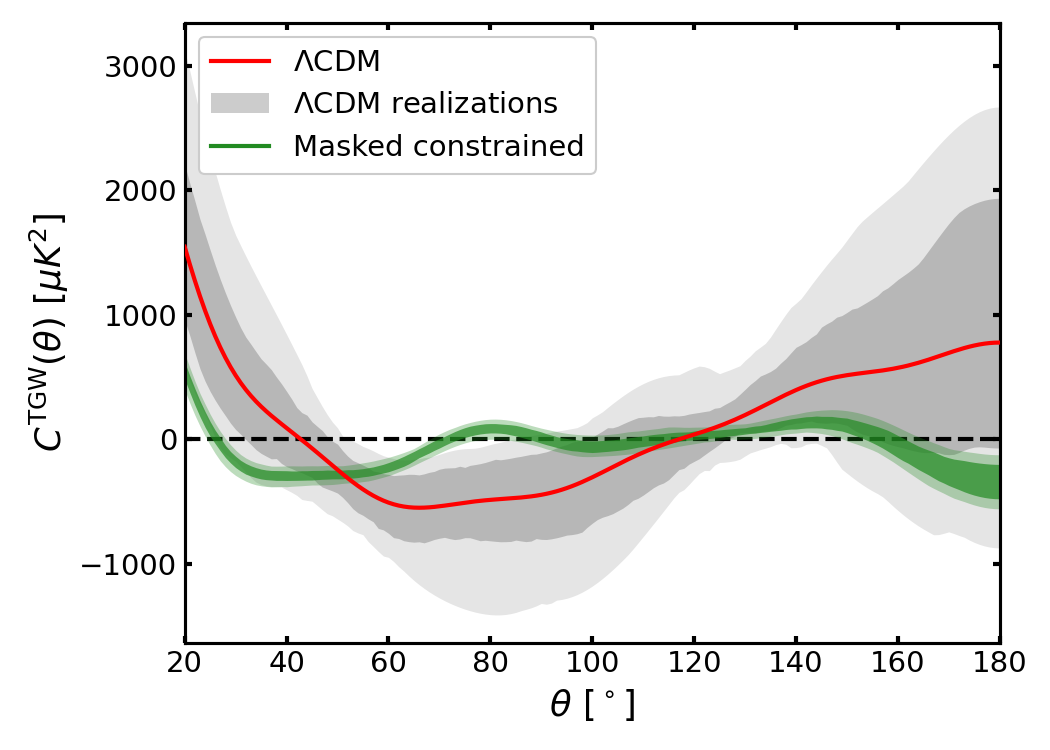 ΛCDM
ΛCDM realizations
Masked constrained
3000
2000
1000
0
−1000
20 40 60 80 100 120 140 160 180
θ [°]
C^TGW(θ) [μK²]